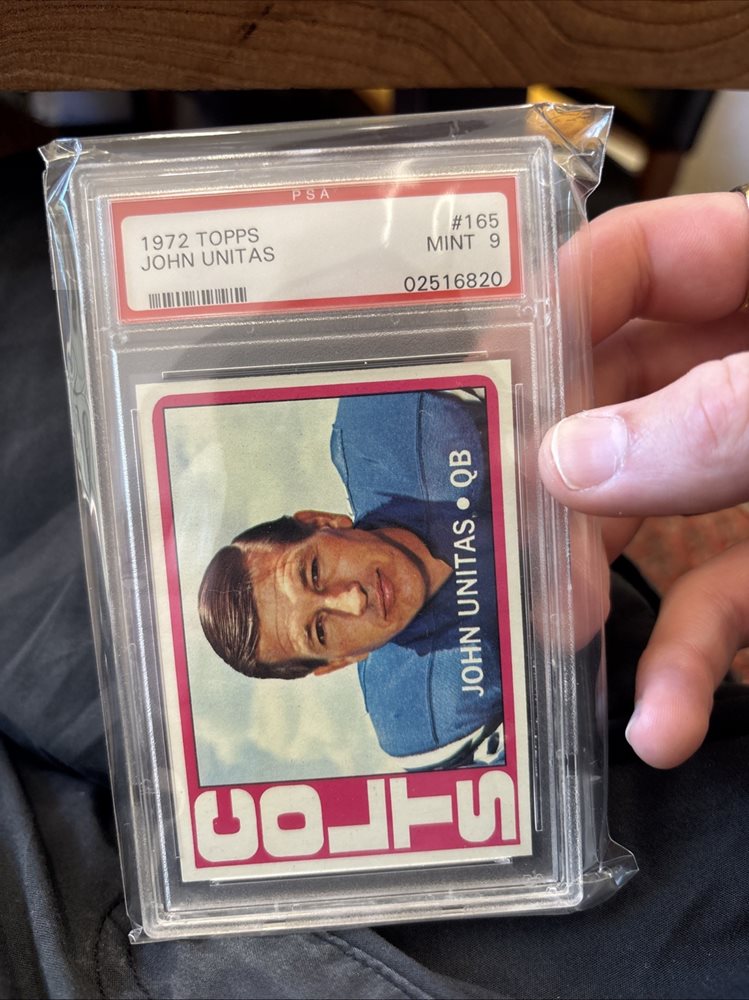 PSA
1972 TOPPS #165
JOHN UNITAS MINT 9
02516820
COLTS
JOHN UNITAS • QB